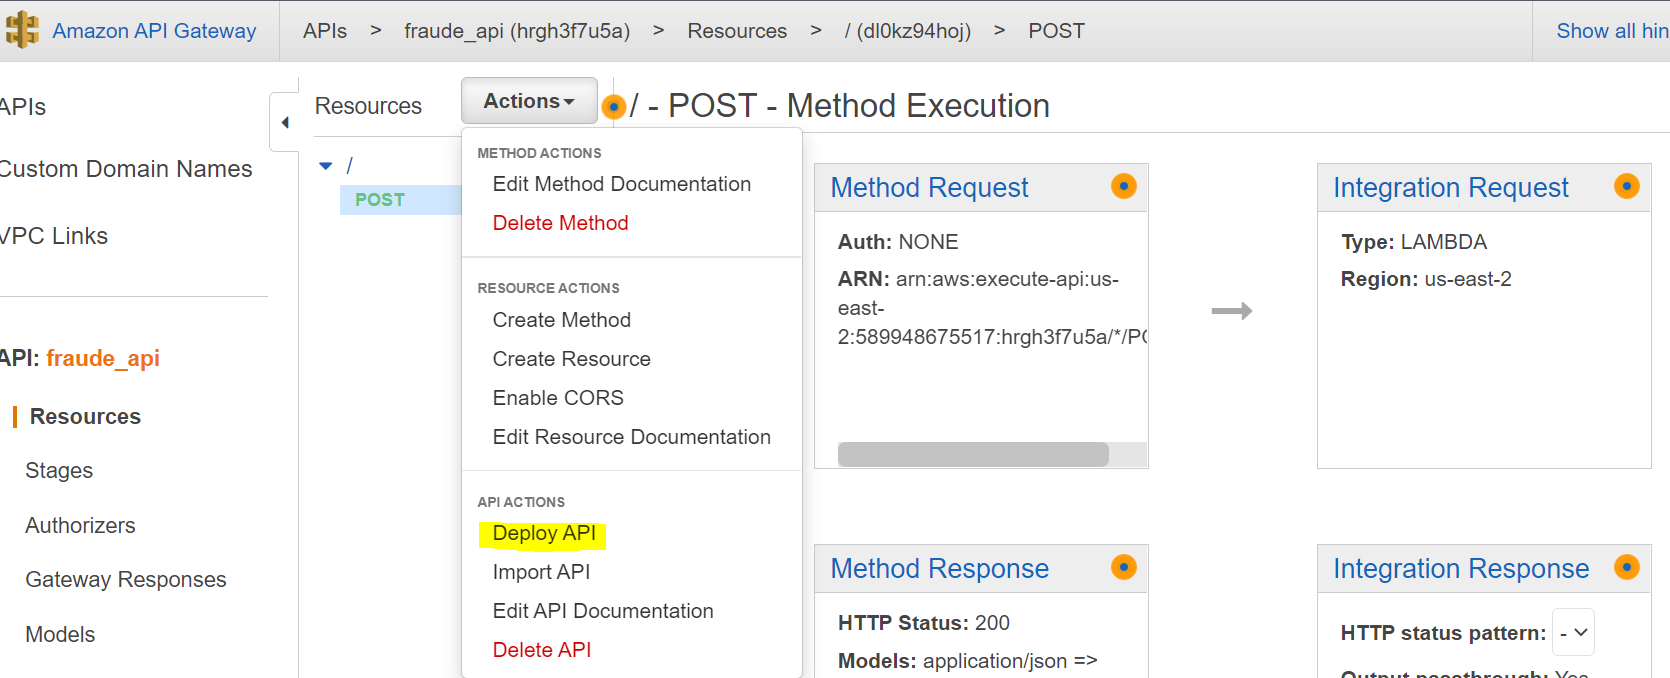 Amazon API Gateway
APIs > fraude_api (hrgh3f7u5a) > Resources > / (dl0kz94hoj) > POST
Show all hin
APIs
Custom Domain Names
VPC Links
API: fraude_api
Resources
Stages
Authorizers
Gateway Responses
Models
Resources
Actions
/
POST
METHOD ACTIONS
Edit Method Documentation
Delete Method
RESOURCE ACTIONS
Create Method
Create Resource
Enable CORS
Edit Resource Documentation
API ACTIONS
Deploy API
Import API
Edit API Documentation
Delete API
/ - POST - Method Execution
Method Request
Auth: NONE
ARN: arn:aws:execute-api:us-
east-
2:589948675517:hrgh3f7u5a/*/PO
Integration Request
Type: LAMBDA
Region: us-east-2
Method Response
HTTP Status: 200
Models: application/json =>
Integration Response
HTTP status pattern: -
Output passthrough: Yes